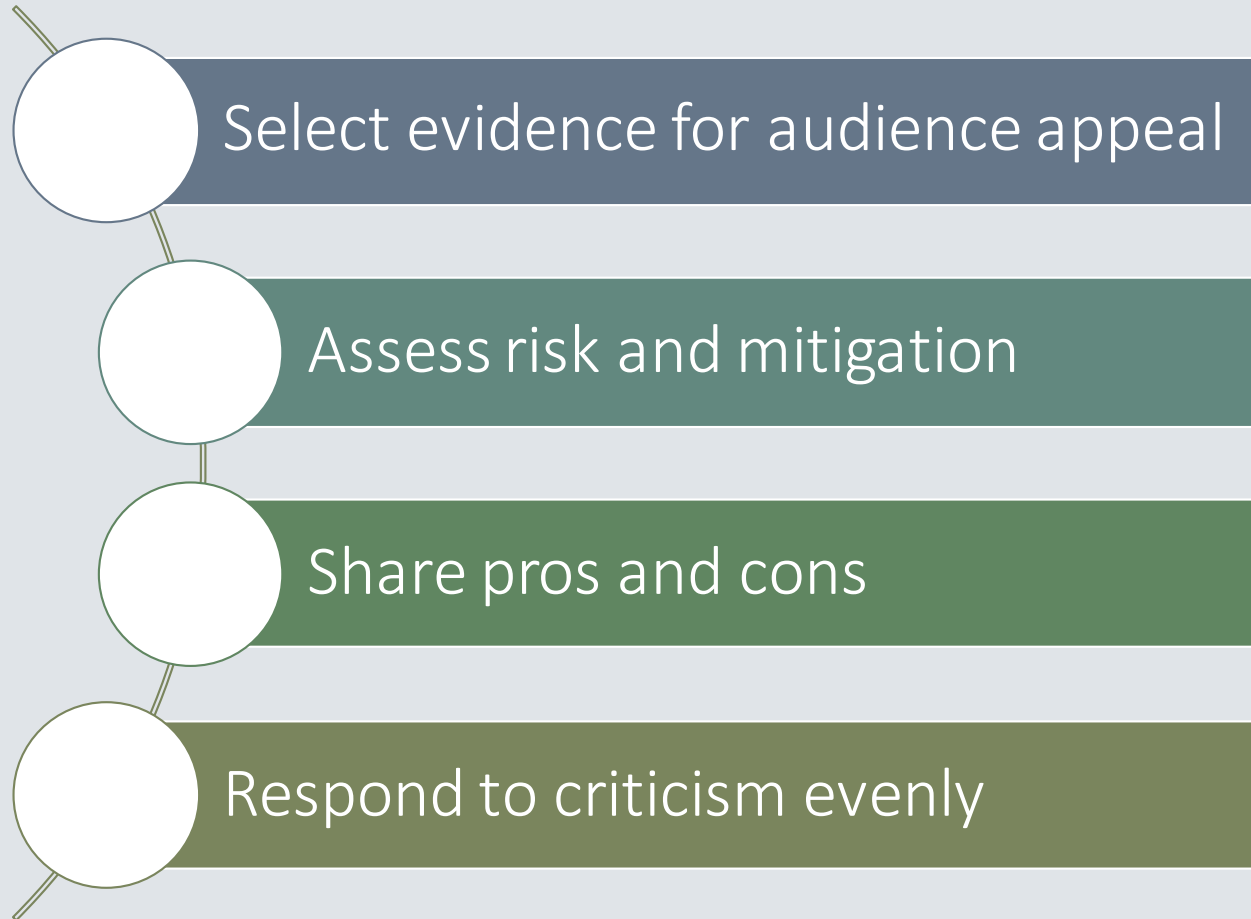 Select evidence for audience appeal
Assess risk and mitigation
Share pros and cons
Respond to criticism evenly